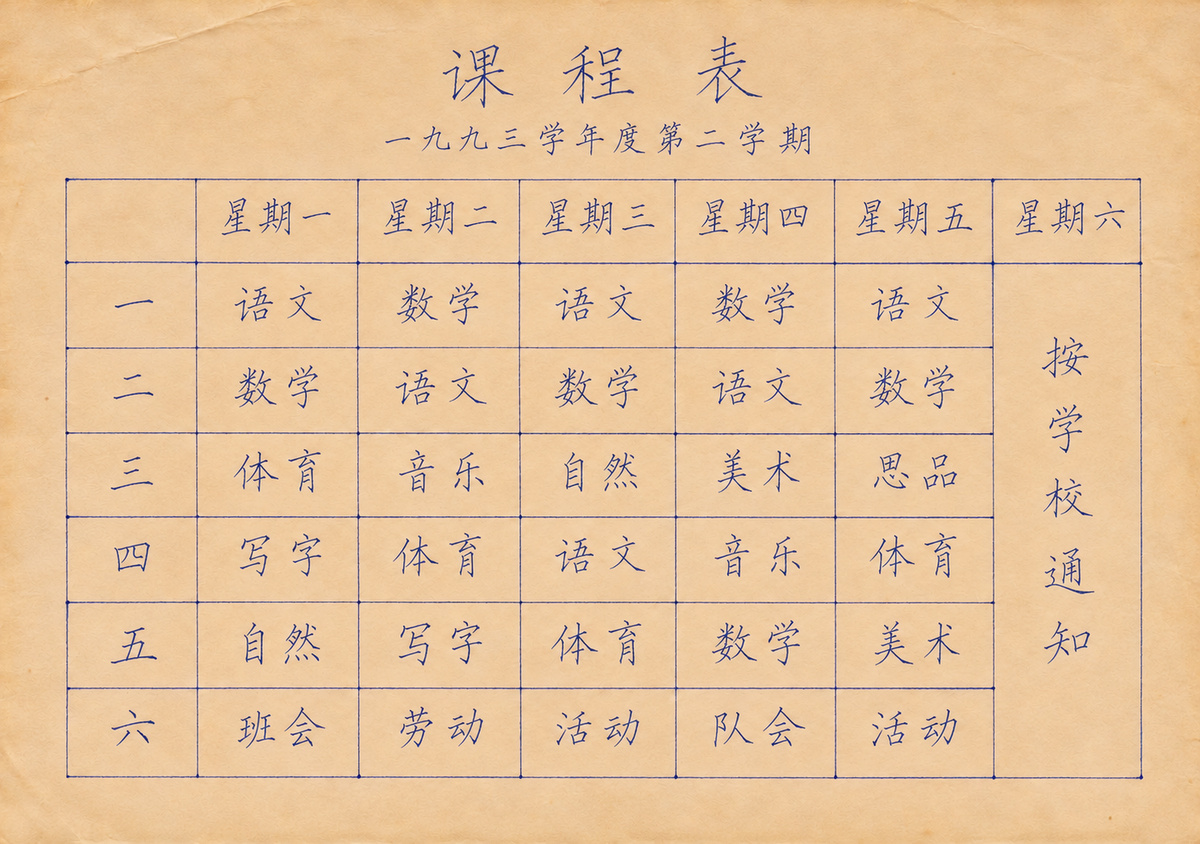 课程表
一九九三学年度第二学期
星期一 星期二 星期三 星期四 星期五 星期六
一 语文 数学 语文 数学 语文
二 数学 语文 数学 语文 数学
三 体育 音乐 自然 美术 思品
四 写字 体育 语文 音乐 体育
五 自然 写字 体育 数学 美术
六 班会 劳动 活动 队会 活动
按学校通知